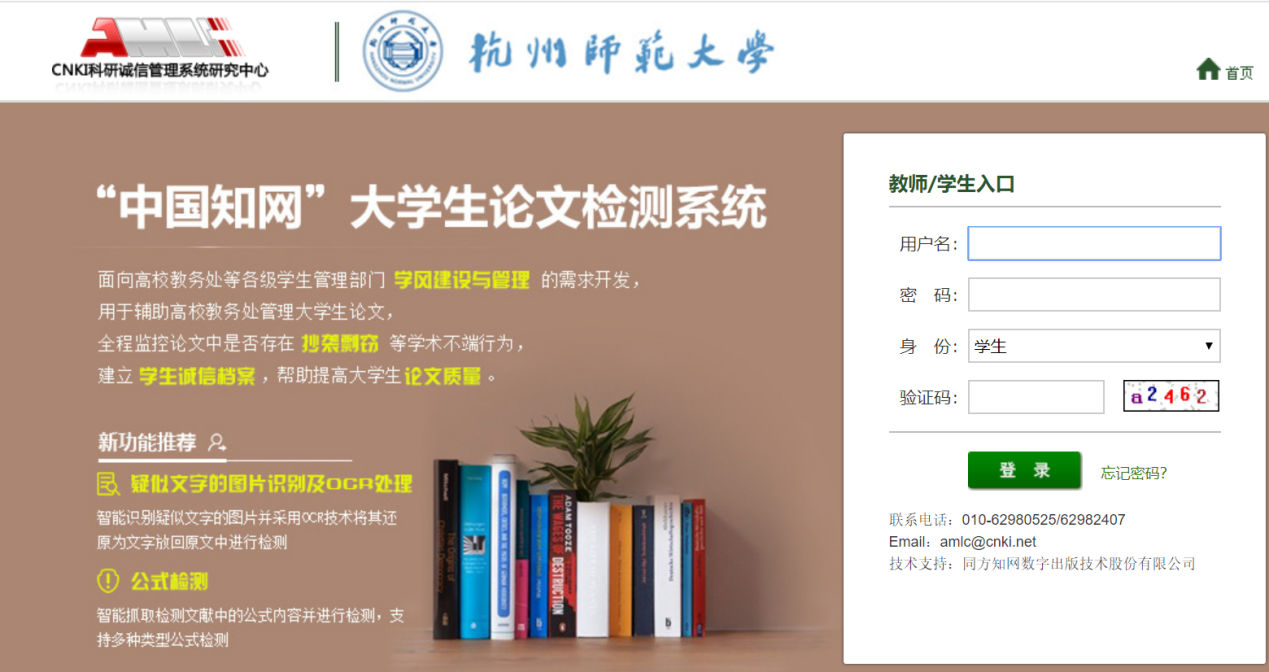 AMLC
CNKI科研诚信管理系统研究中心
杭州师范大学
首页
“中国知网”大学生论文检测系统
面向高校教务处等各级学生管理部门 学风建设与管理 的需求开发，
用于辅助高校教务处管理大学生论文，
全程监控论文中是否存在 抄袭剽窃 等学术不端行为，
建立 学生诚信档案 ，帮助提高大学生 论文质量 。
新功能推荐
疑似文字的图片识别及OCR处理
智能识别疑似文字的图片并采用OCR技术将其还
原为文字放回原文中进行检测
公式检测
智能抓取检测文献中的公式内容并进行检测，支
持多种类型公式检测
ADAM TOOZE
THE WAGES OF DESTRUCTION
教师/学生入口
用户名：
密 码：
身 份： 学生
验证码： a2462
登 录 忘记密码?
联系电话：010-62980525/62982407
Email：amlc@cnki.net
技术支持：同方知网数字出版技术股份有限公司